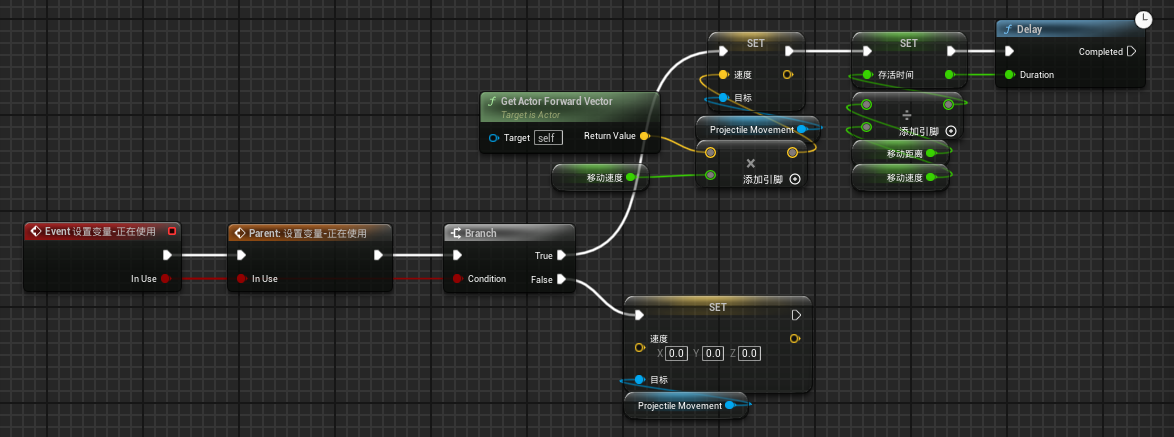 Event 设置变量-正在使用
In Use
Parent: 设置变量-正在使用
In Use
Branch
True
Condition
False
Get Actor Forward Vector
Target is Actor
Target
self
Return Value
移动速度
SET
速度
目标
Projectile Movement
×
添加引脚
SET
存活时间
÷
添加引脚
移动距离
移动速度
Delay
Completed
Duration
SET
速度
X 0.0 Y 0.0 Z 0.0
目标
Projectile Movement